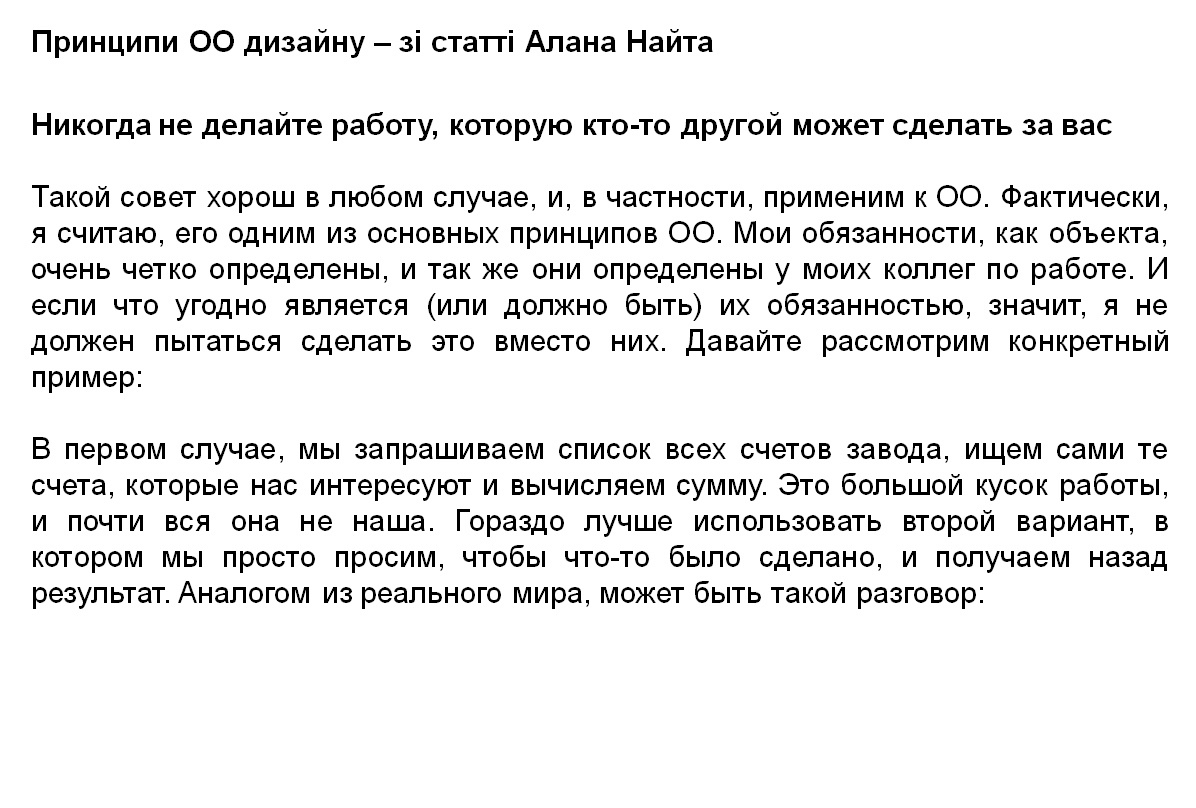 Принципи ОО дизайну – зі статті Алана Найта
Никогда не делайте работу, которую кто-то другой может сделать за вас
Такой совет хорош в любом случае, и, в частности, применим к ОО. Фактически,
я считаю, его одним из основных принципов ОО. Мои обязанности, как объекта,
очень четко определены, и так же они определены у моих коллег по работе. И
если что угодно является (или должно быть) их обязанностью, значит, я не
должен пытаться сделать это вместо них. Давайте рассмотрим конкретный
пример:
В первом случае, мы запрашиваем список всех счетов завода, ищем сами те
счета, которые нас интересуют и вычисляем сумму. Это большой кусок работы,
и почти вся она не наша. Гораздо лучше использовать второй вариант, в
котором мы просто просим, чтобы что-то было сделано, и получаем назад
результат. Аналогом из реального мира, может быть такой разговор: